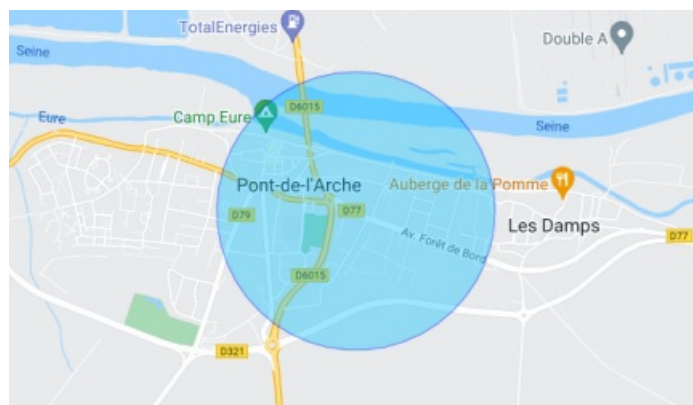 TotalEnergies
Double A
Seine
D6015
Eure
Camp Eure
Seine
Pont-de-l'Arche
Auberge de la Pomme
D79
D77
Les Damps
Av. Forêt de Bord
D77
D6015
D321